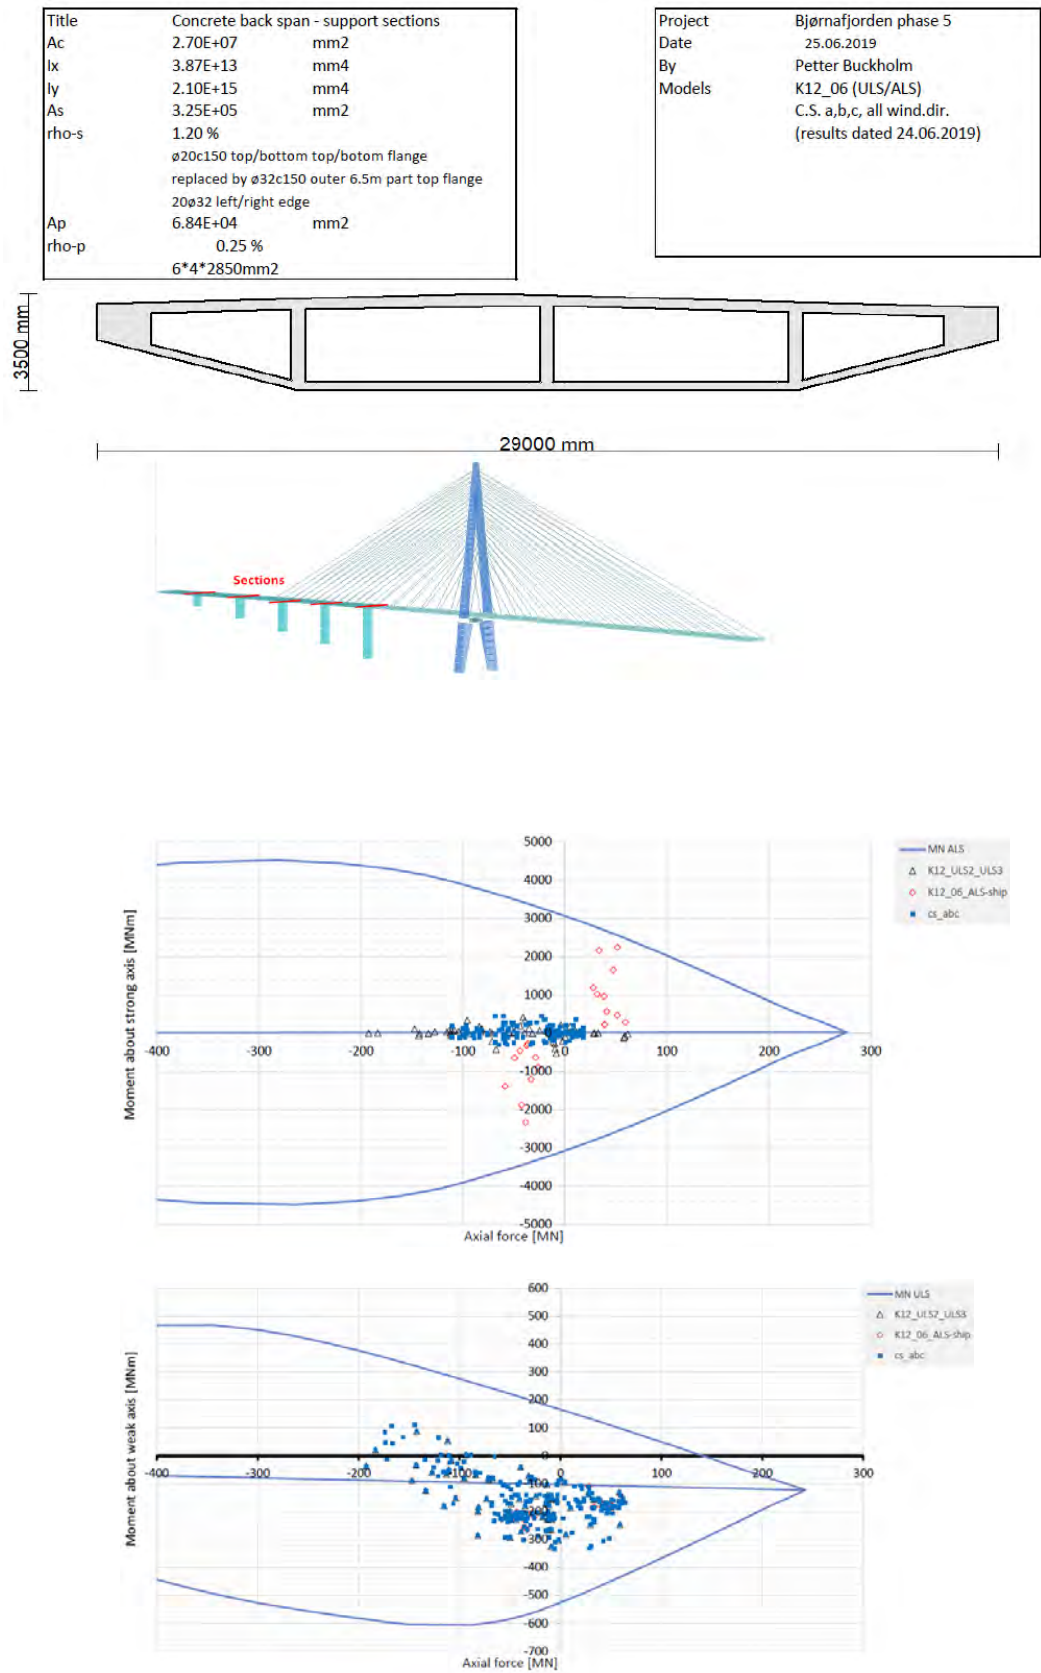 Title Concrete back span - support sections
Ac 2.70E+07 mm2
Ix 3.87E+13 mm4
Iy 2.10E+15 mm4
As 3.25E+05 mm2
rho-s 1.20 %
ø20c150 top/bottom top/botom flange
replaced by ø32c150 outer 6.5m part top flange
20ø32 left/right edge
Ap 6.84E+04 mm2
rho-p 0.25 %
6*4*2850mm2
Project Bjørnafjorden phase 5
Date 25.06.2019
By Petter Buckholm
Models K12_06 (ULS/ALS)
C.S. a,b,c, all wind.dir.
(results dated 24.06.2019)
3500 mm
29000 mm
Sections
5000
4000
3000
2000
1000
0
-400 -300 -200 -100 0 100 200 300
-1000
-2000
-3000
-4000
-5000
Moment about strong axis [MNm]
Axial force [MN]
MN ALS
K12_ULS2_ULS3
K12_06_ALS-ship
cs_abc
600
500
400
300
200
100
0
-400 -300 -200 -100 0 100 200 300
-100
-200
-300
-400
-500
-600
-700
Moment about weak axis [MNm]
Axial force [MN]
MN ULS
K12_ULS2_ULS3
K12_06_ALS-ship
cs_abc